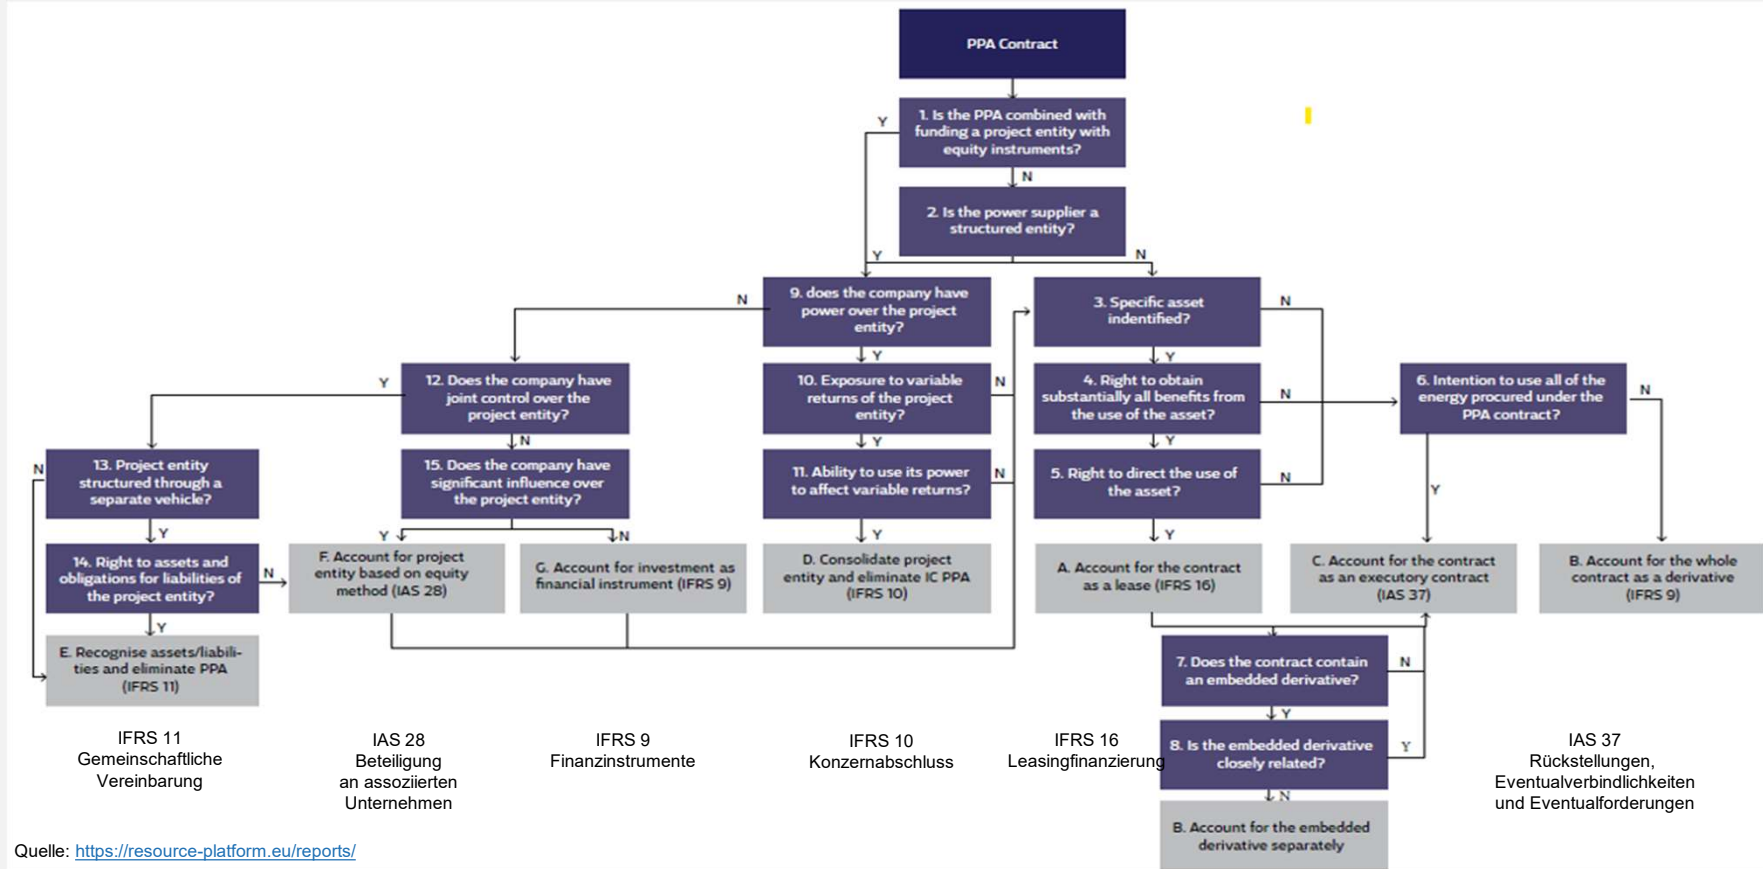 PPA Contract
1. Is the PPA combined with
funding a project entity with
equity instruments?
Y
N
2. Is the power supplier a
structured entity?
Y
N
9. does the company have
power over the project
entity?
N
Y
3. Specific asset
indentified?
N
Y
12. Does the company have
joint control over the
project entity?
Y
N
10. Exposure to variable
returns of the project
entity?
N
Y
4. Right to obtain
substantially all benefits from
the use of the asset?
N
Y
6. Intention to use all of the
energy procured under the
PPA contract?
N
Y
13. Project entity
structured through a
separate vehicle?
N
Y
15. Does the company have
significant influence over
the project entity?
Y
N
11. Ability to use its power
to affect variable returns?
N
Y
5. Right to direct the use of
the asset?
N
Y
14. Right to assets and
obligations for liabilities of
the project entity?
N
Y
F. Account for project
entity based on equity
method (IAS 28)
G. Account for investment as
financial instrument (IFRS 9)
D. Consolidate project
entity and eliminate IC PPA
(IFRS 10)
A. Account for the contract
as a lease (IFRS 16)
C. Account for the contract
as an executory contract
(IAS 37)
B. Account for the whole
contract as a derivative
(IFRS 9)
E. Recognise assets/liabili-
ties and eliminate PPA
(IFRS 11)
7. Does the contract contain
an embedded derivative?
N
Y
8. Is the embedded derivative
closely related?
Y
N
B. Account for the embedded
derivative separately
IFRS 11
Gemeinschaftliche
Vereinbarung
IAS 28
Beteiligung
an assoziierten
Unternehmen
IFRS 9
Finanzinstrumente
IFRS 10
Konzernabschluss
IFRS 16
Leasingfinanzierung
IAS 37
Rückstellungen,
Eventualverbindlichkeiten
und Eventualforderungen
Quelle: https://resource-platform.eu/reports/